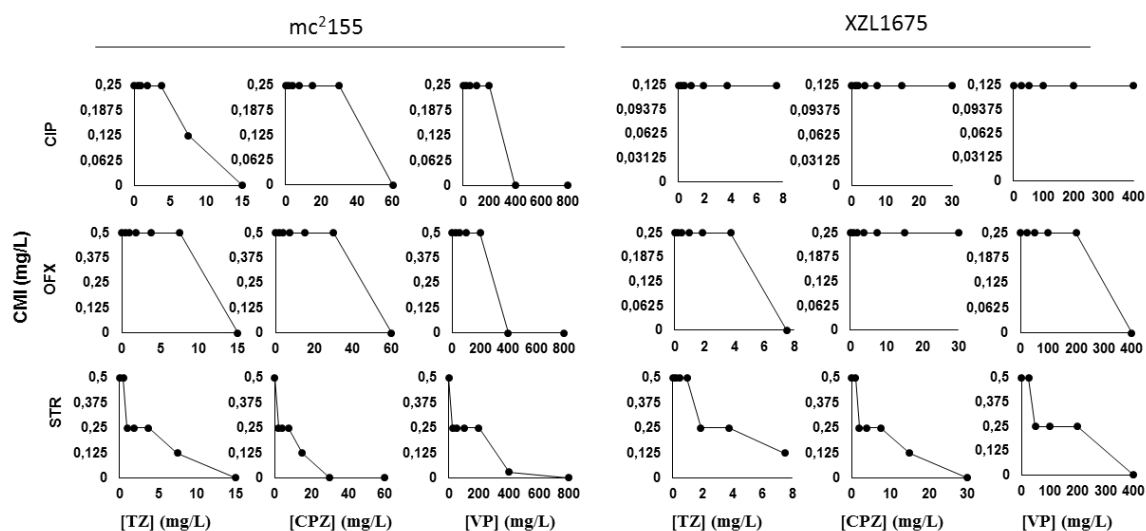 mc²155 XZL1675
CIP
0,25 0,25 0,25 0,125 0,125 0,125
0,1875 0,1875 0,1875 0,09375 0,09375 0,09375
0,125 0,125 0,125 0,0625 0,0625 0,0625
0,0625 0,0625 0,0625 0,03125 0,03125 0,03125
0 0 0 0 0 0
0 5 10 15 0 20 40 60 0 200 400 600 800 0 2 4 6 8 0 10 20 30 0 100 200 300 400
CMI (mg/L)
OFX
0,5 0,5 0,5 0,25 0,25 0,25
0,375 0,375 0,375 0,1875 0,1875 0,1875
0,25 0,25 0,25 0,125 0,125 0,125
0,125 0,125 0,125 0,0625 0,0625 0,0625
0 0 0 0 0 0
0 5 10 15 0 20 40 60 0 200 400 600 800 0 2 4 6 8 0 10 20 30 0 100 200 300 400
STR
0,5 0,5 0,5 0,5 0,5 0,5
0,375 0,375 0,375 0,375 0,375 0,375
0,25 0,25 0,25 0,25 0,25 0,25
0,125 0,125 0,125 0,125 0,125 0,125
0 0 0 0 0 0
0 5 10 15 0 20 40 60 0 200 400 600 800 0 2 4 6 8 0 10 20 30 0 100 200 300 400
[TZ] (mg/L) [CPZ] (mg/L) [VP] (mg/L) [TZ] (mg/L) [CPZ] (mg/L) [VP] (mg/L)